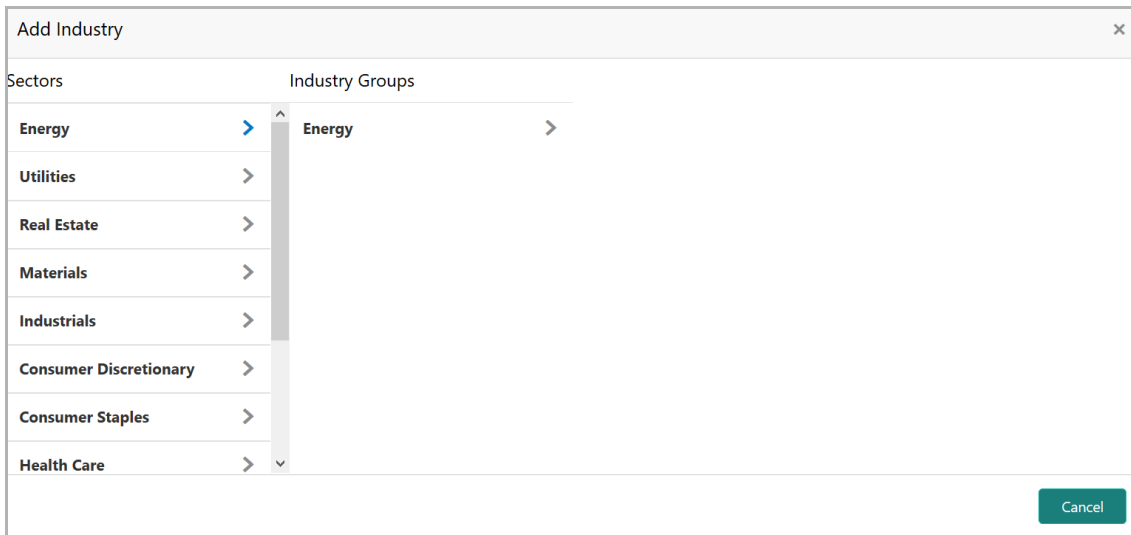 Add Industry
Sectors
Industry Groups
Energy
Energy
Utilities
Real Estate
Materials
Industrials
Consumer Discretionary
Consumer Staples
Health Care
Cancel